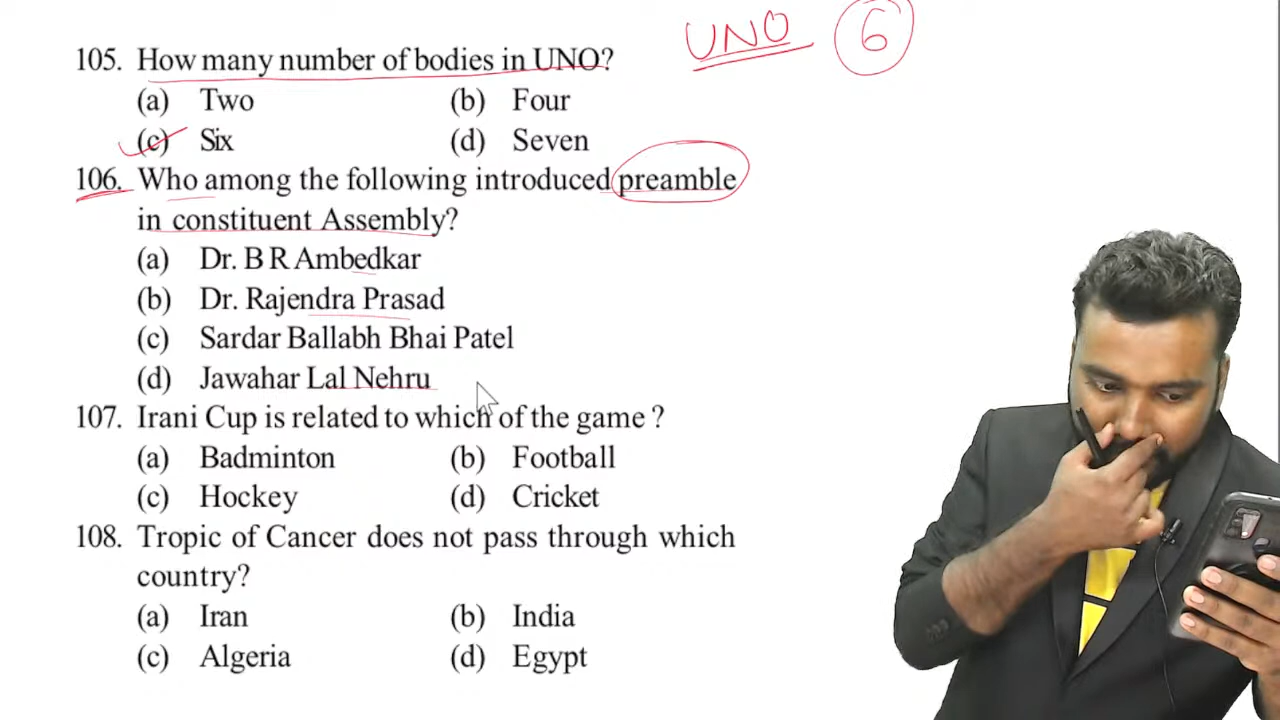 UNO 6
105. How many number of bodies in UNO?
(a) Two (b) Four
(c) Six (d) Seven
106. Who among the following introduced preamble
in constituent Assembly?
(a) Dr. B R Ambedkar
(b) Dr. Rajendra Prasad
(c) Sardar Ballabh Bhai Patel
(d) Jawahar Lal Nehru
107. Irani Cup is related to which of the game ?
(a) Badminton (b) Football
(c) Hockey (d) Cricket
108. Tropic of Cancer does not pass through which
country?
(a) Iran (b) India
(c) Algeria (d) Egypt